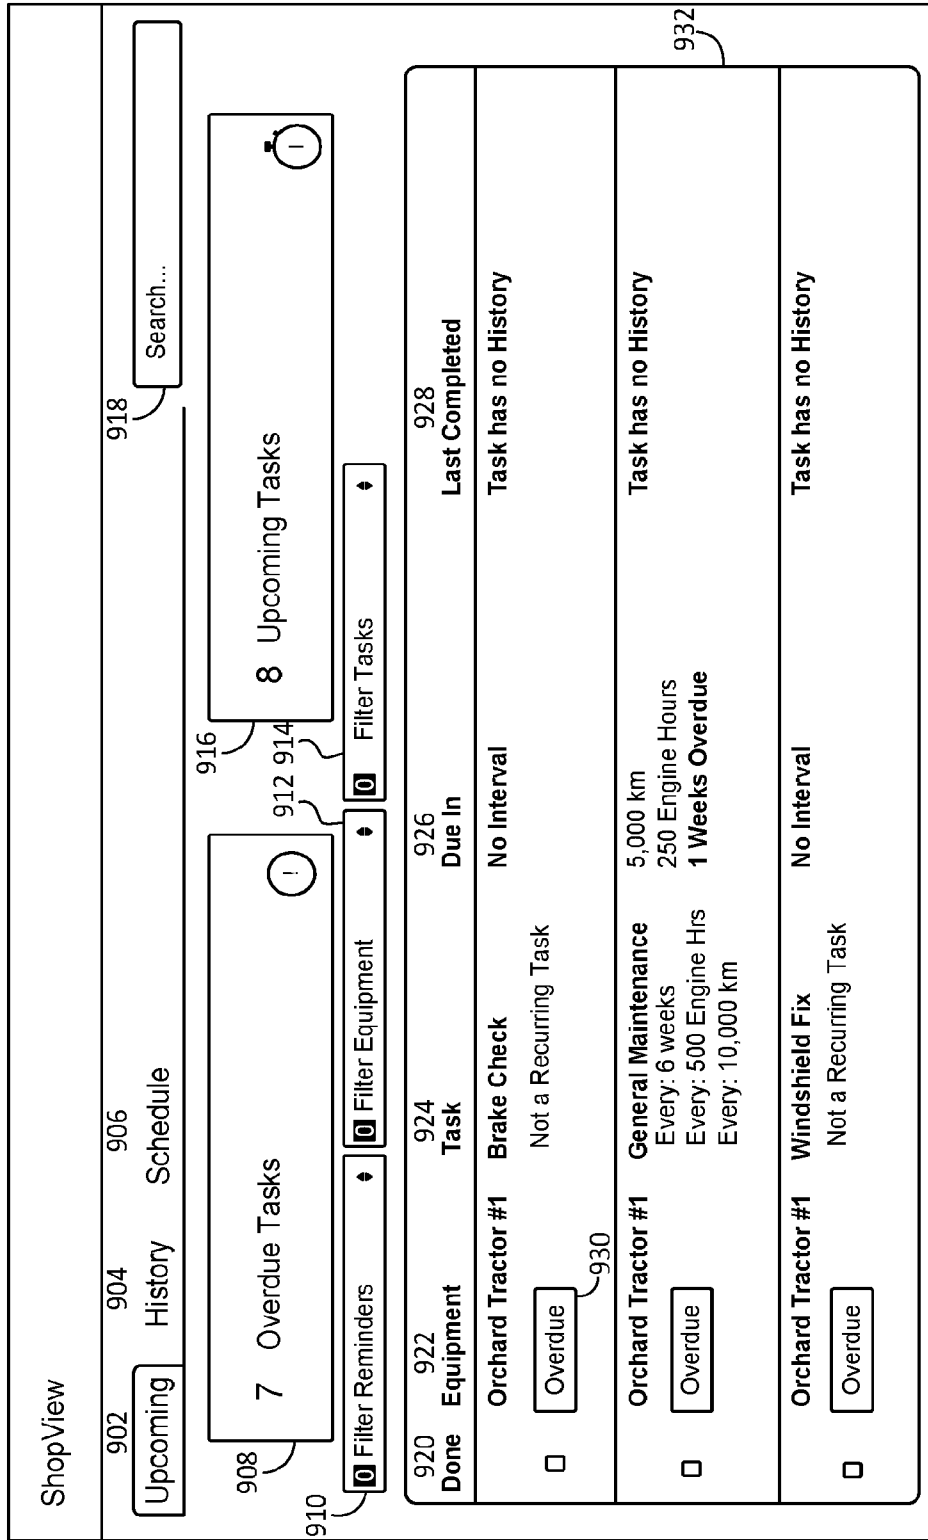 ShopView
902 904 906 918
Upcoming History Schedule Search...
908 916
7 Overdue Tasks !
8 Upcoming Tasks
910 912 914
0 Filter Reminders
0 Filter Equipment
0 Filter Tasks
920 922 924 926 928 932
Done Equipment Task Due In Last Completed
Orchard Tractor #1 Brake Check No Interval Task has no History
Overdue Not a Recurring Task
930
Orchard Tractor #1 General Maintenance 5,000 km Task has no History
Every: 6 weeks 250 Engine Hours
Overdue Every: 500 Engine Hrs 1 Weeks Overdue
Every: 10,000 km
Orchard Tractor #1 Windshield Fix No Interval Task has no History
Overdue Not a Recurring Task